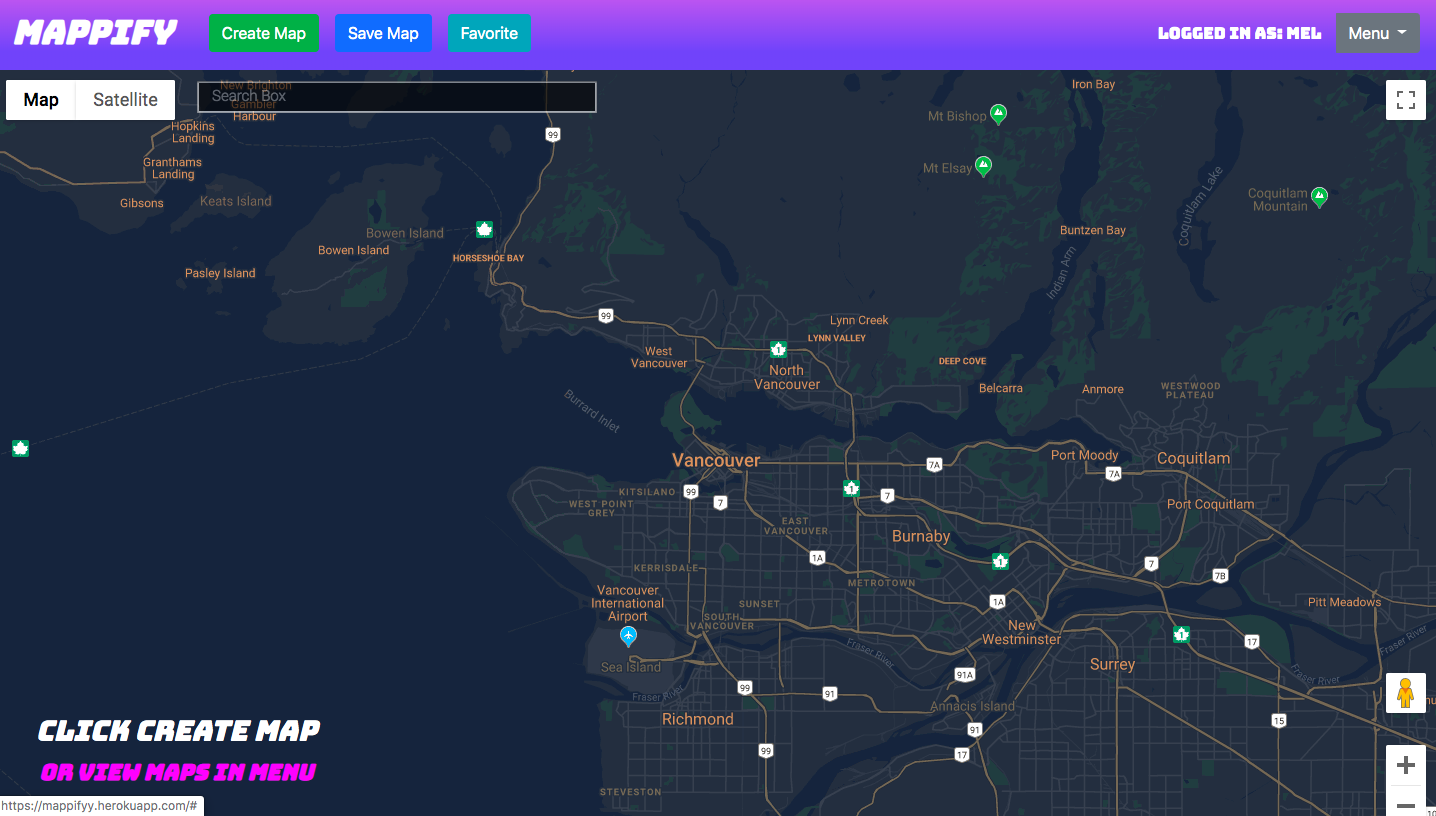 MAPPIFY
Create Map
Save Map
Favorite
LOGGED IN AS: MEL
Menu
Map
Satellite
Search Box
New Brighton
Gambier
Harbour
Hopkins
Landing
Granthams
Landing
Gibsons
Keats Island
Bowen Island
Bowen Island
Pasley Island
HORSESHOE BAY
99
99
Iron Bay
Mt Bishop
Mt Elsay
Coquitlam
Mountain
Coquitlam Lake
Buntzen Bay
Indian Arm
Lynn Creek
LYNN VALLEY
West
Vancouver
1
North
Vancouver
DEEP COVE
Belcarra
Anmore
WESTWOOD
PLATEAU
Burrard Inlet
Vancouver
7A
Port Moody
7A
Coquitlam
KITSILANO
99
7
1
7
WEST POINT
GREY
Port Coquitlam
EAST
VANCOUVER
Burnaby
1A
1
7
7B
KERRISDALE
METROTOWN
Vancouver
International
Airport
SUNSET
1A
Pitt Meadows
SOUTH
VANCOUVER
New
Westminster
1
17
Fraser River
Fraser River
Sea Island
Surrey
Fraser River
Fraser River
99
91
91A
Annacis Island
Richmond
15
91
99
17
STEVESTON
CLICK CREATE MAP
OR VIEW MAPS IN MENU
https://mappifyy.herokuapp.com/#